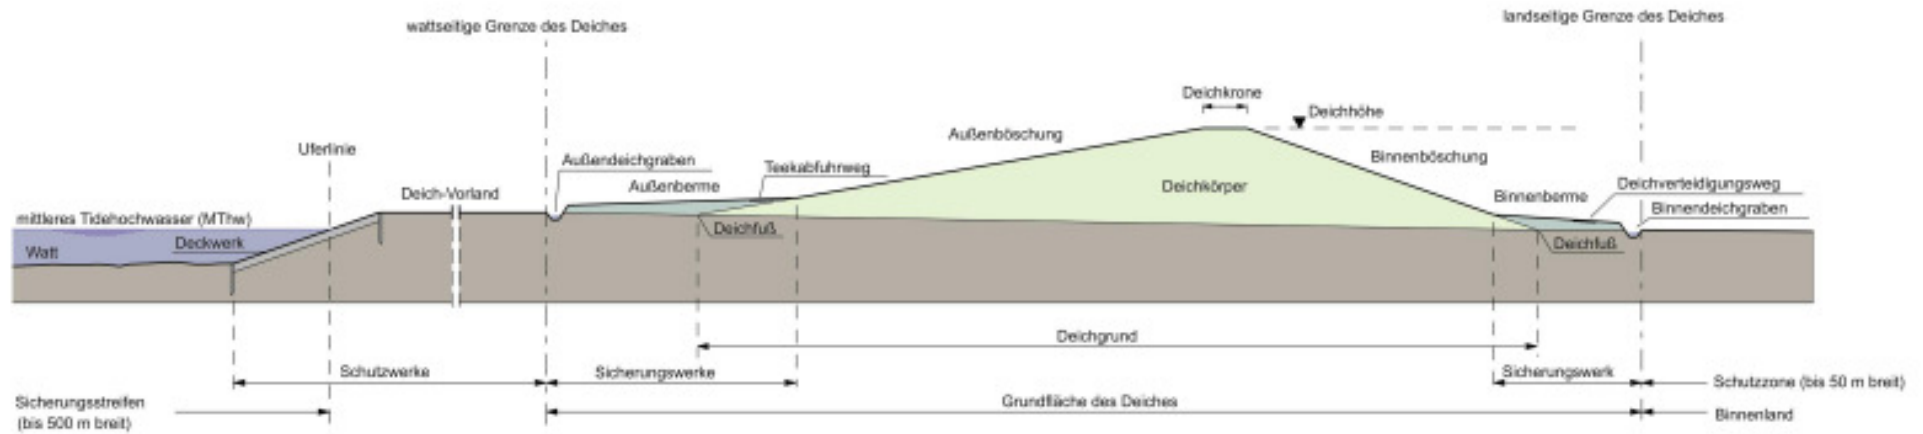 wattseitige Grenze des Deiches
landseitige Grenze des Deiches
Deichkrone
Deichhöhe
Außenböschung
Uferlinie
Außendeichgraben
Teekabfuhrweg
Binnenböschung
Deich-Vorland
Außenberme
Deichkörper
Binnenberme
Deichverteidigungsweg
Binnendeichgraben
mittleres Tidehochwasser (MThw)
Deckwerk
Deichfuß
Deichfuß
Watt
Deichgrund
Schutzwerke
Sicherungswerke
Sicherungswerk
Schutzzone (bis 50 m breit)
Sicherungsstreifen
(bis 500 m breit)
Grundfläche des Deiches
Binnenland